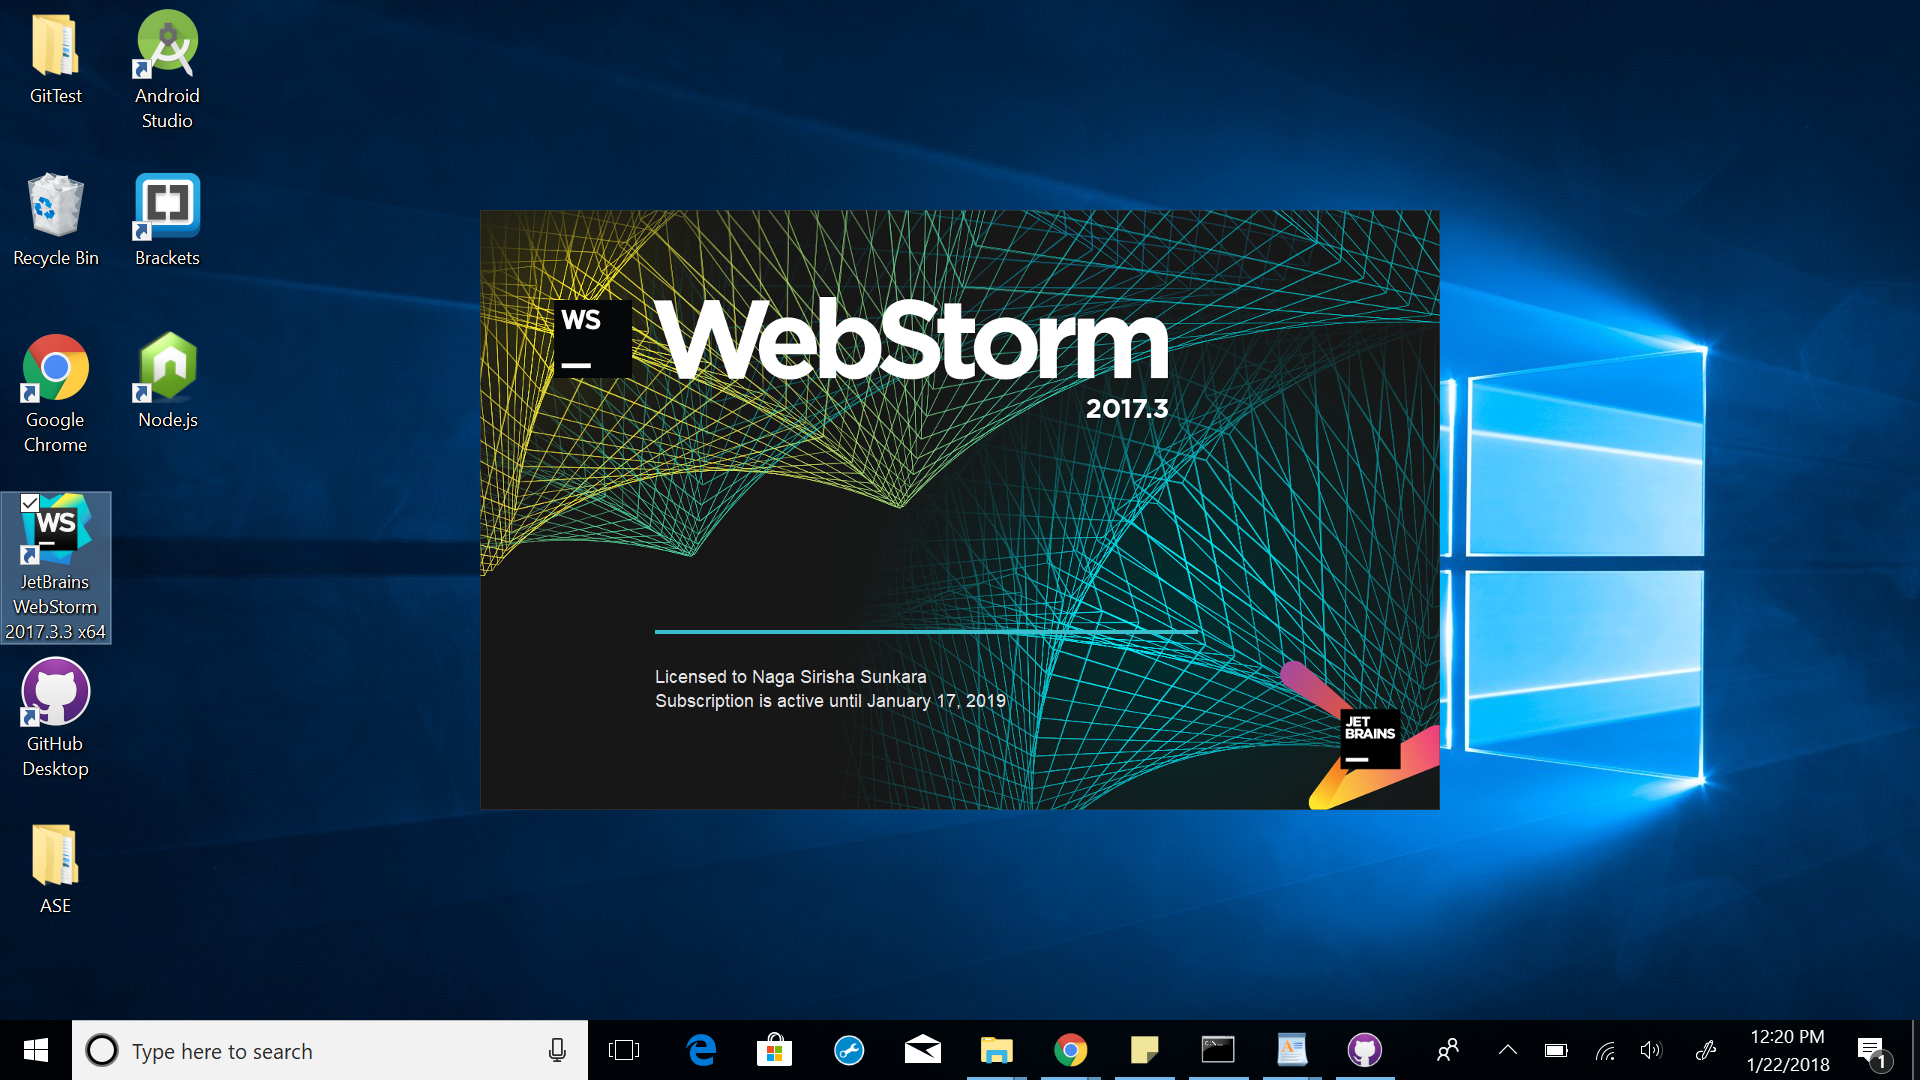 GitTest
Android
Studio
Recycle Bin
Brackets
Google
Chrome
Node.js
WS
JetBrains
WebStorm
2017.3.3 x64
GitHub
Desktop
ASE
WS
WebStorm
2017.3
Licensed to Naga Sirisha Sunkara
Subscription is active until January 17, 2019
JET
BRAINS
Type here to search
12:20 PM
1/22/2018
1